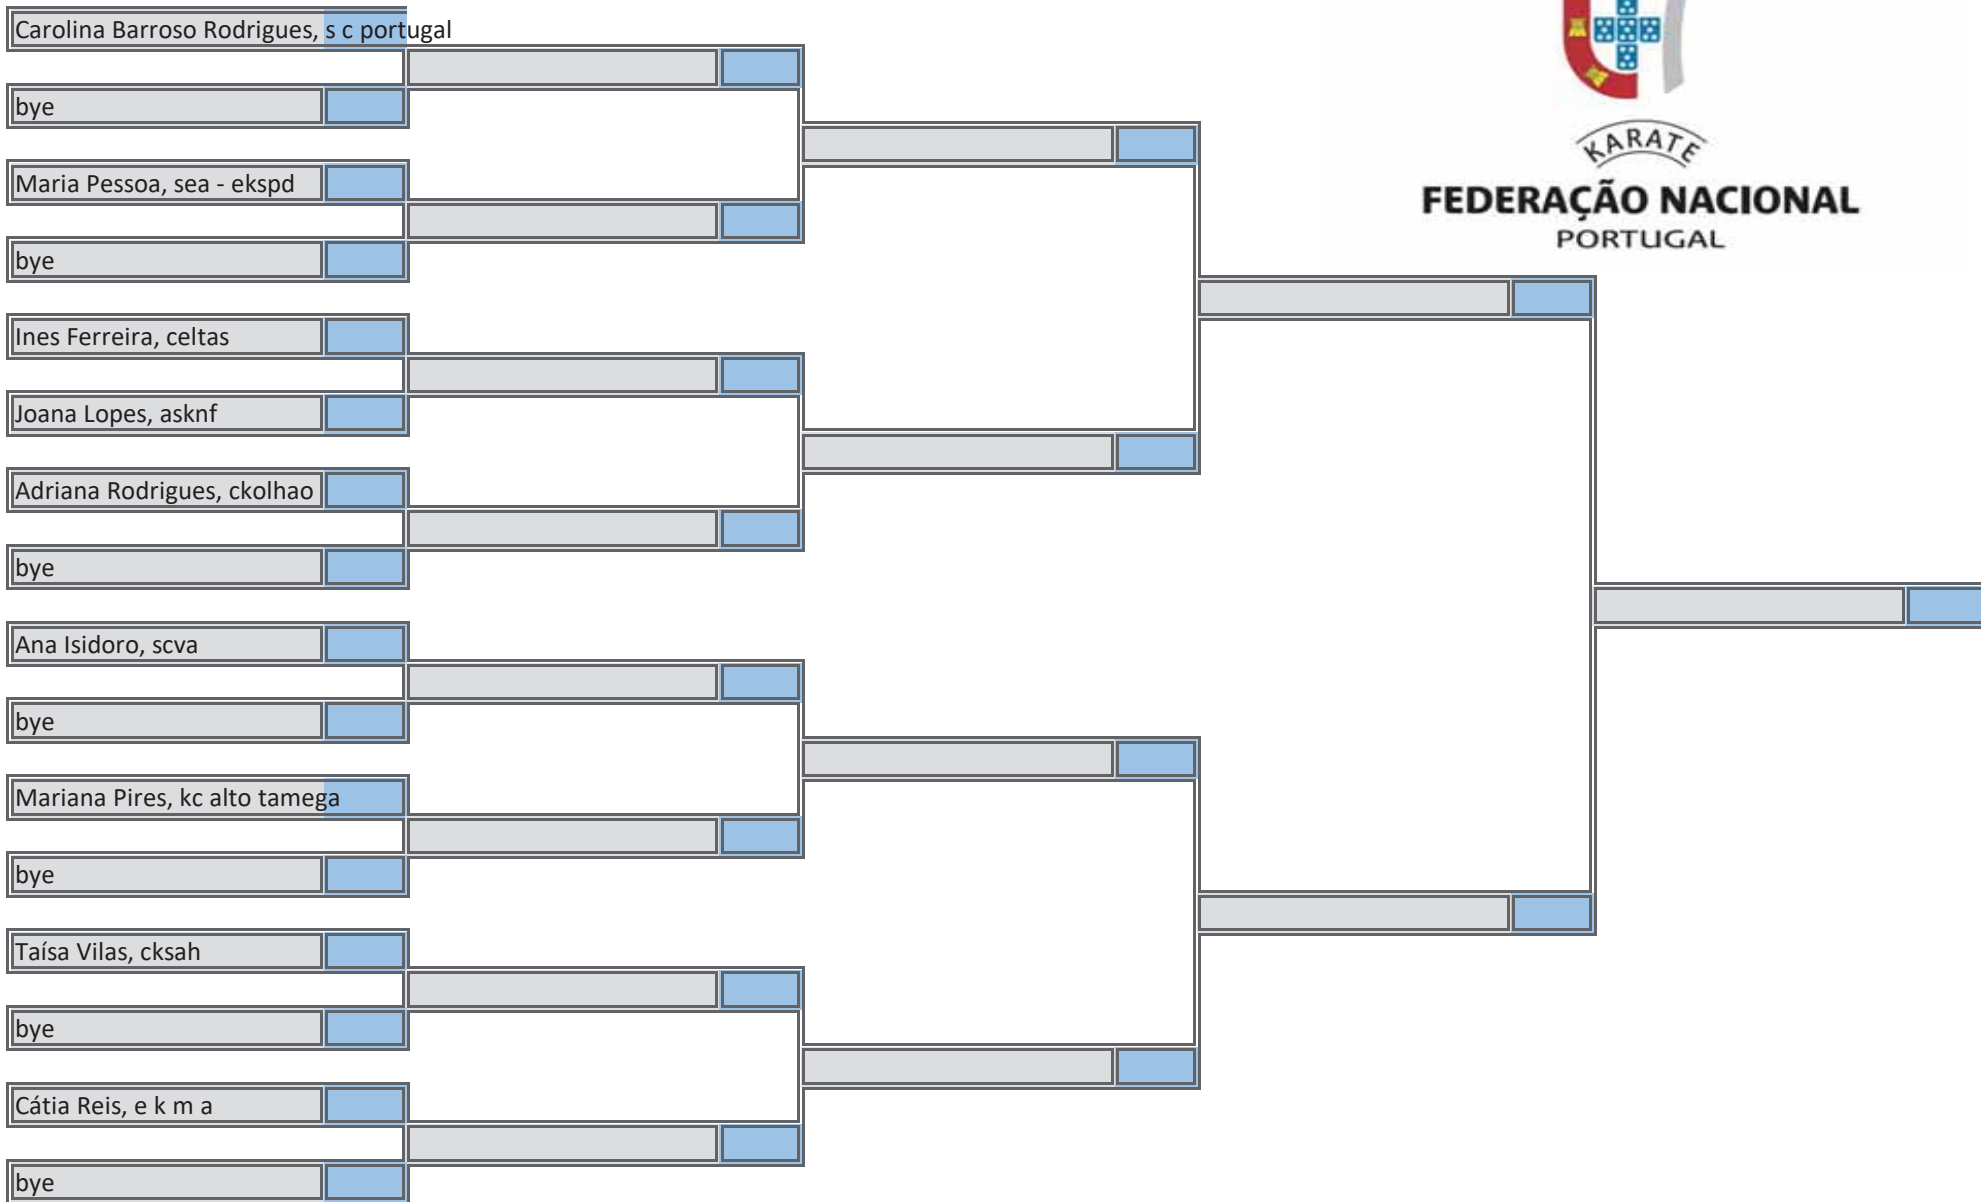 Carolina Barroso Rodrigues, s c portugal
bye
Maria Pessoa, sea - ekspd
bye
Ines Ferreira, celtas
Joana Lopes, asknf
Adriana Rodrigues, ckolhao
bye
Ana Isidoro, scva
bye
Mariana Pires, kc alto tamega
bye
Taísa Vilas, cksah
bye
Cátia Reis, e k m a
bye
KARATE
FEDERAÇÃO NACIONAL
PORTUGAL